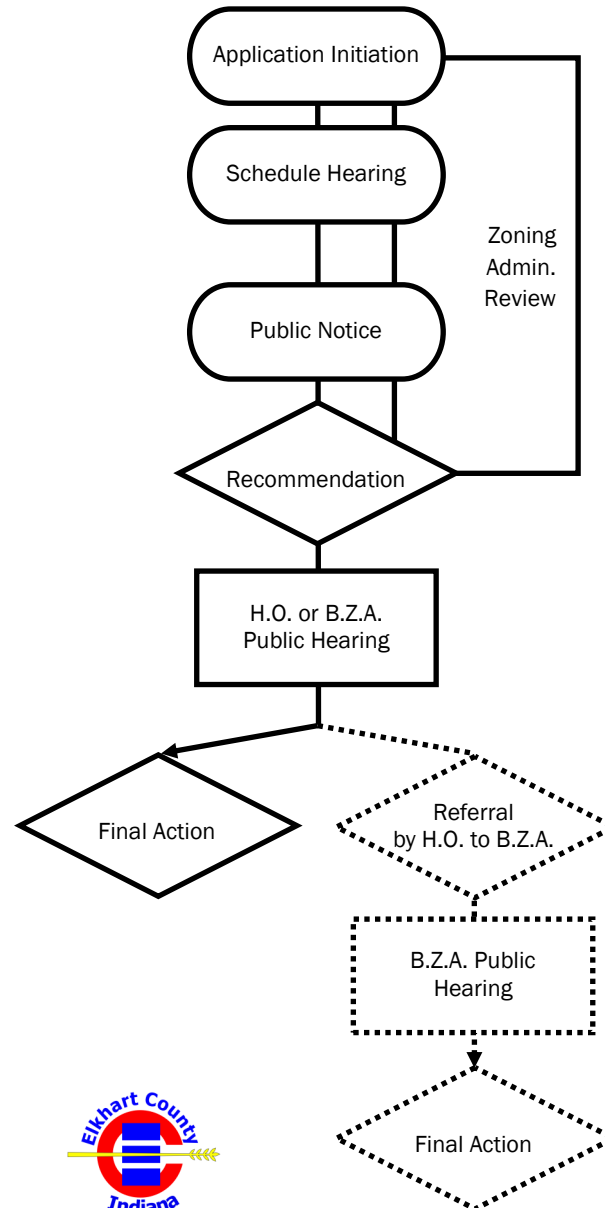 Application Initiation
Schedule Hearing
Zoning
Admin.
Review
Public Notice
Recommendation
H.O. or B.Z.A.
Public Hearing
Final Action
Referral
by H.O. to B.Z.A.
B.Z.A. Public
Hearing
Final Action
Elkhart County
Indiana